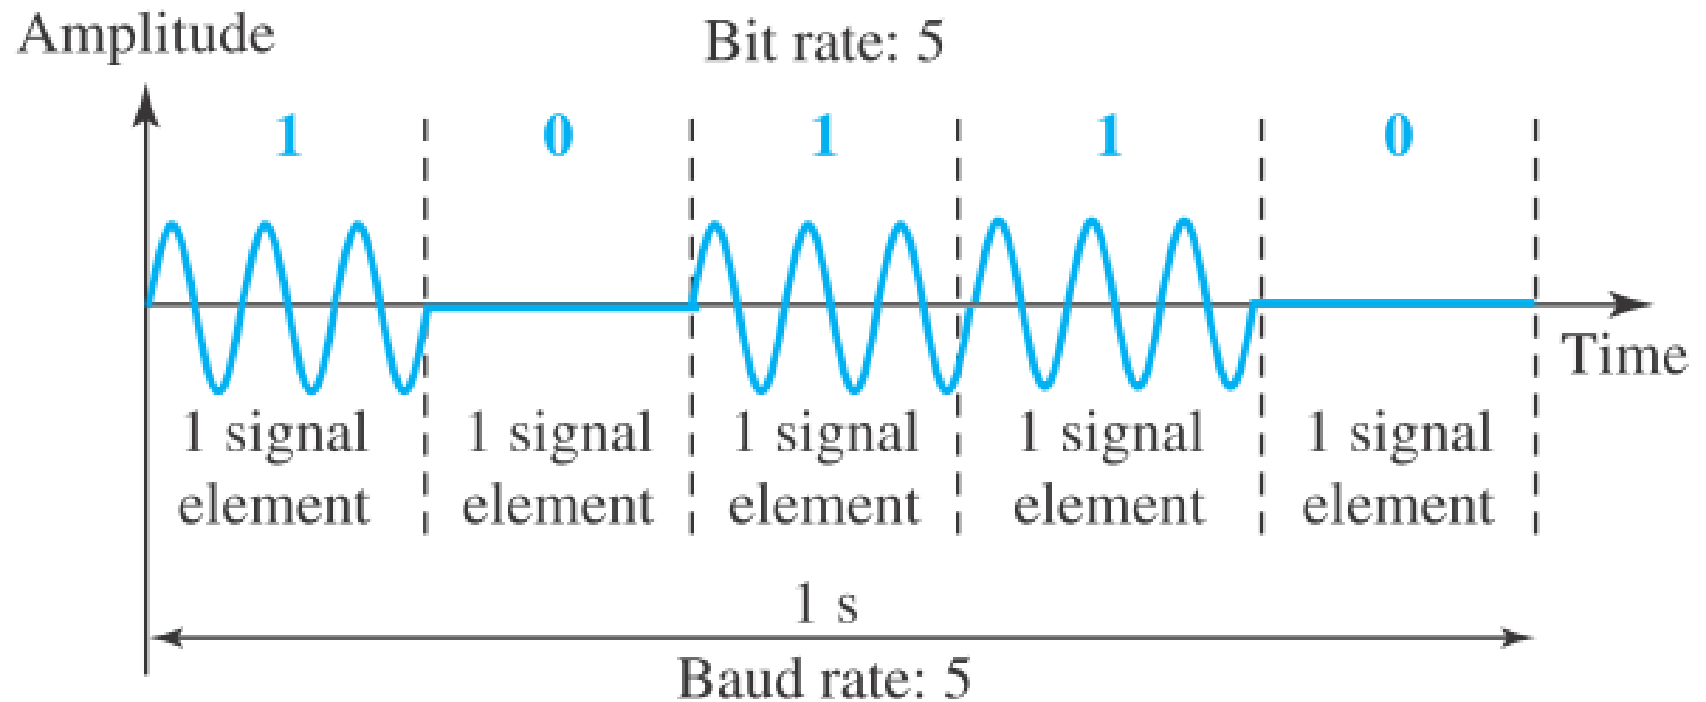 Amplitude
Bit rate: 5
1 0 1 1 0
Time
1 signal element
1 signal element
1 signal element
1 signal element
1 signal element
1 s
Baud rate: 5